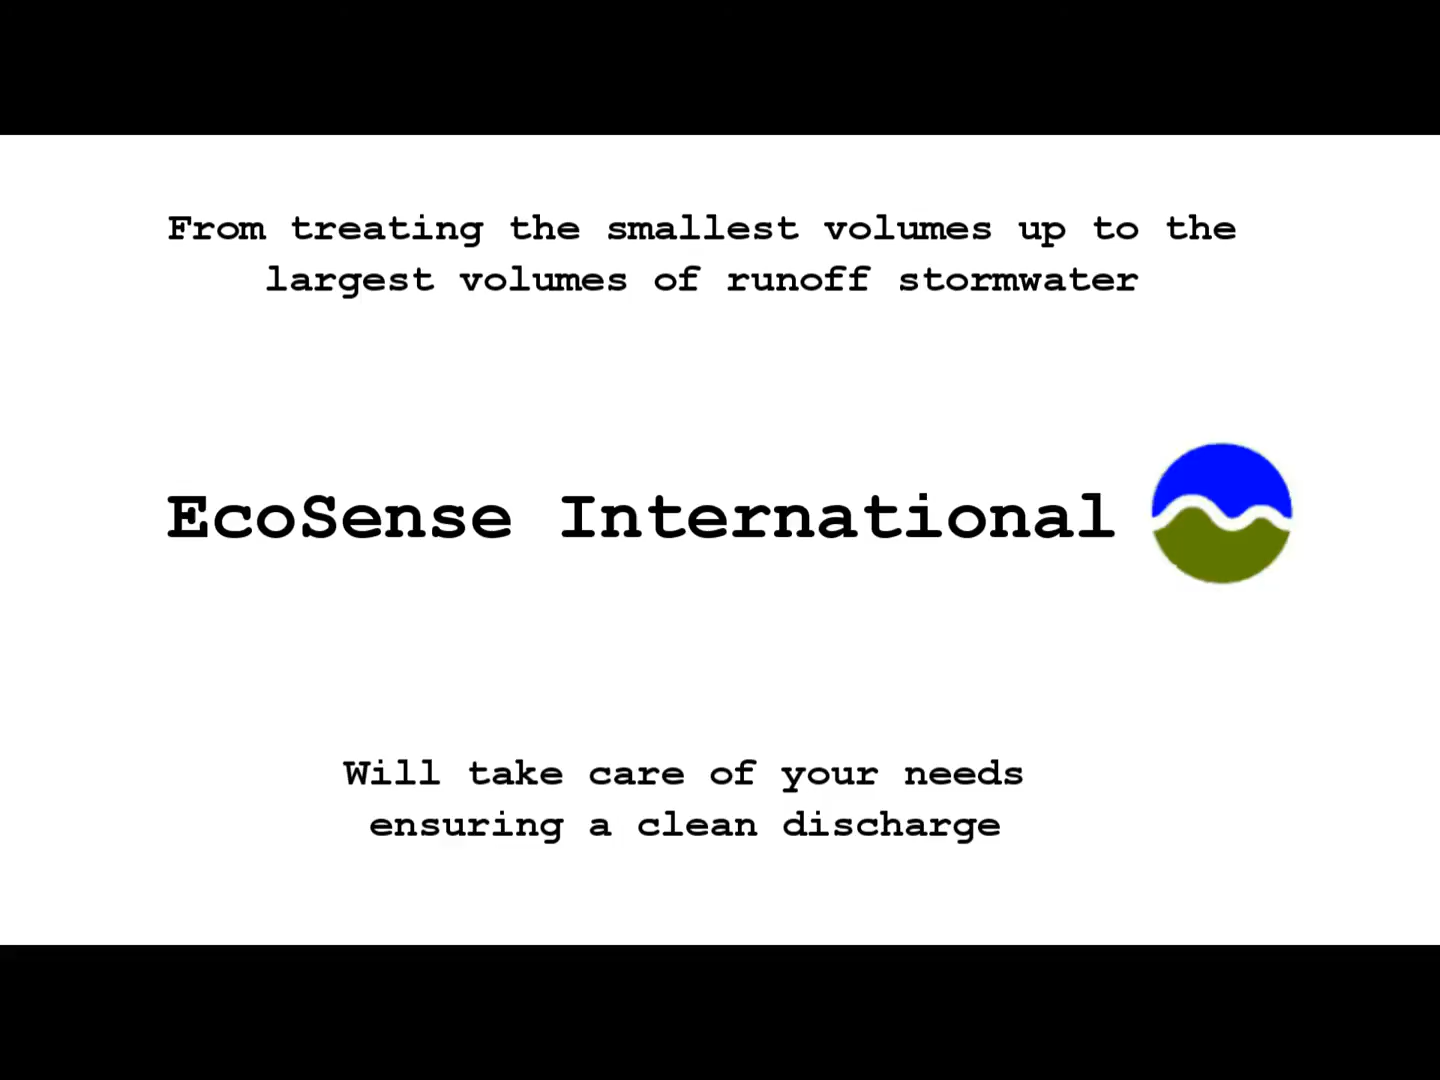 From treating the smallest volumes up to the
largest volumes of runoff stormwater
EcoSense International
Will take care of your needs
ensuring a clean discharge